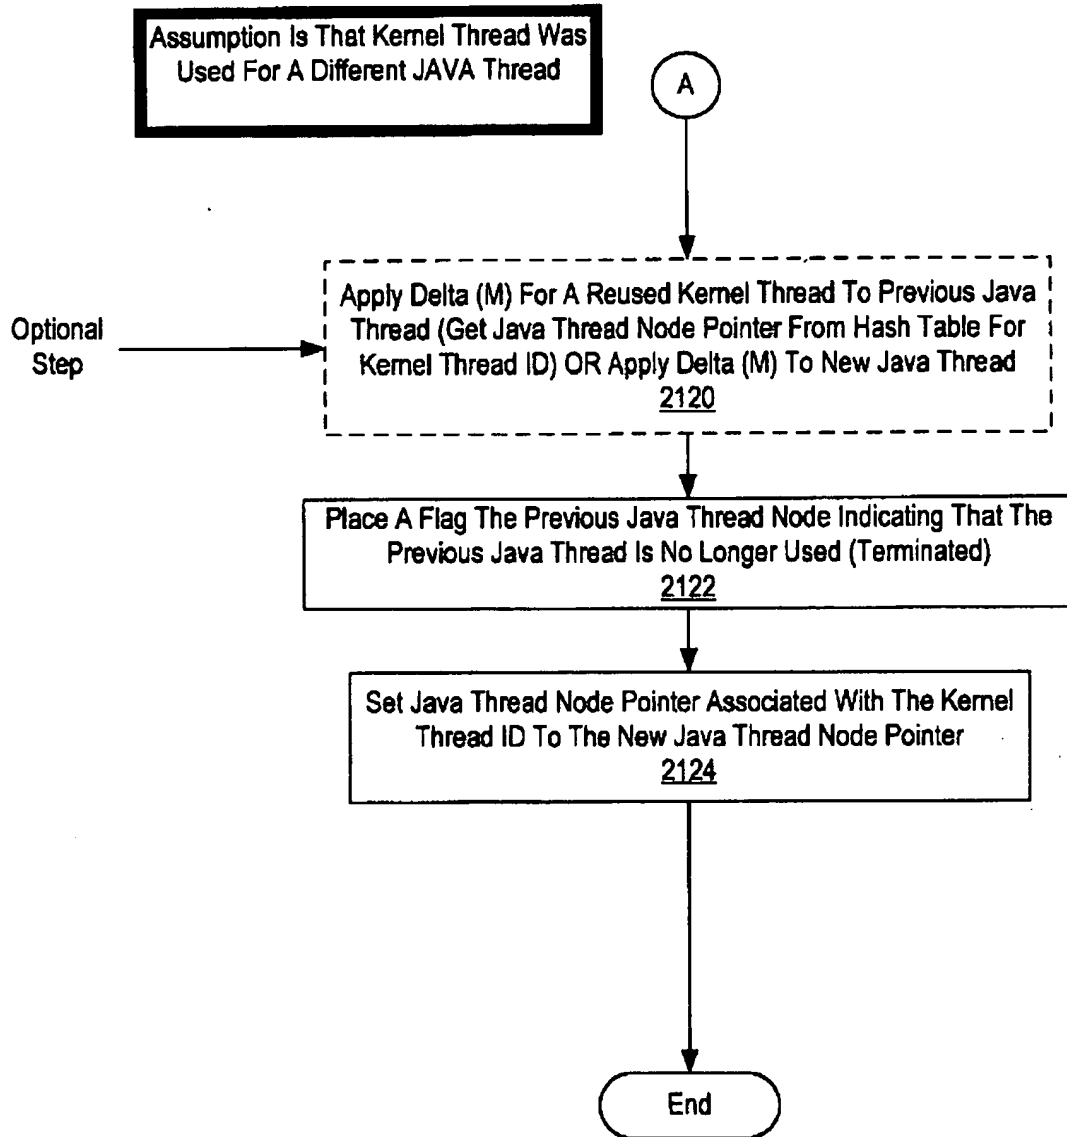 Assumption Is That Kernel Thread Was
Used For A Different JAVA Thread
A
Optional
Step
Apply Delta (M) For A Reused Kernel Thread To Previous Java
Thread (Get Java Thread Node Pointer From Hash Table For
Kernel Thread ID) OR Apply Delta (M) To New Java Thread
2120
Place A Flag The Previous Java Thread Node Indicating That The
Previous Java Thread Is No Longer Used (Terminated)
2122
Set Java Thread Node Pointer Associated With The Kernel
Thread ID To The New Java Thread Node Pointer
2124
End